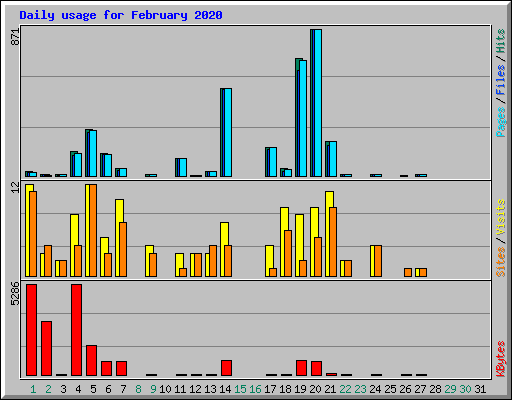 Daily usage for February 2020
871
Pages / Files / Hits
12
Sites / Visits
5286
KBytes
1 2 3 4 5 6 7 8 9 10 11 12 13 14 15 16 17 18 19 20 21 22 23 24 25 26 27 28 29 30 31